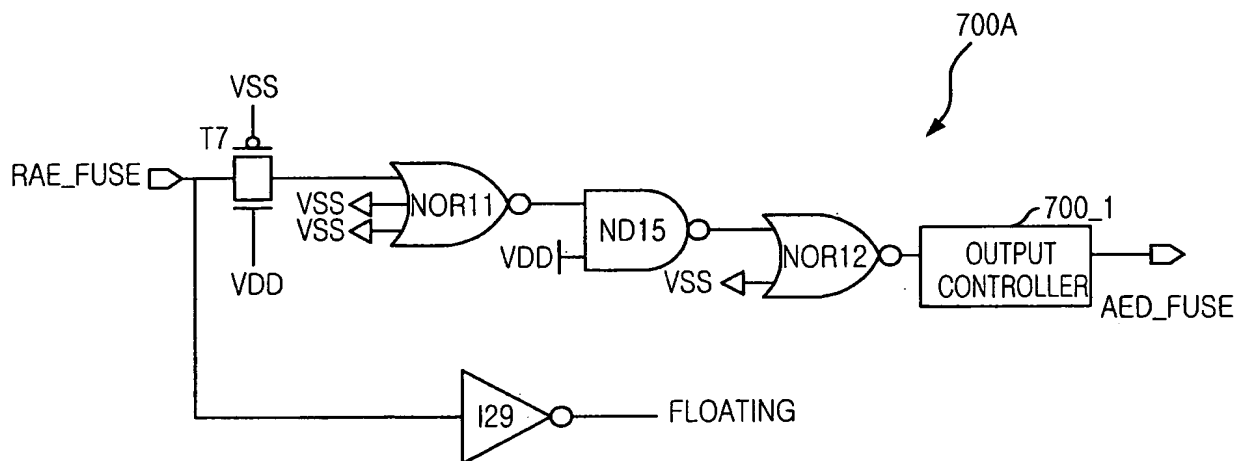 700A
VSS
T7
RAE_FUSE
VSS
VSS
NOR11
VDD
ND15
VDD
NOR12
VSS
700_1
OUTPUT
CONTROLLER
AED_FUSE
I29
FLOATING